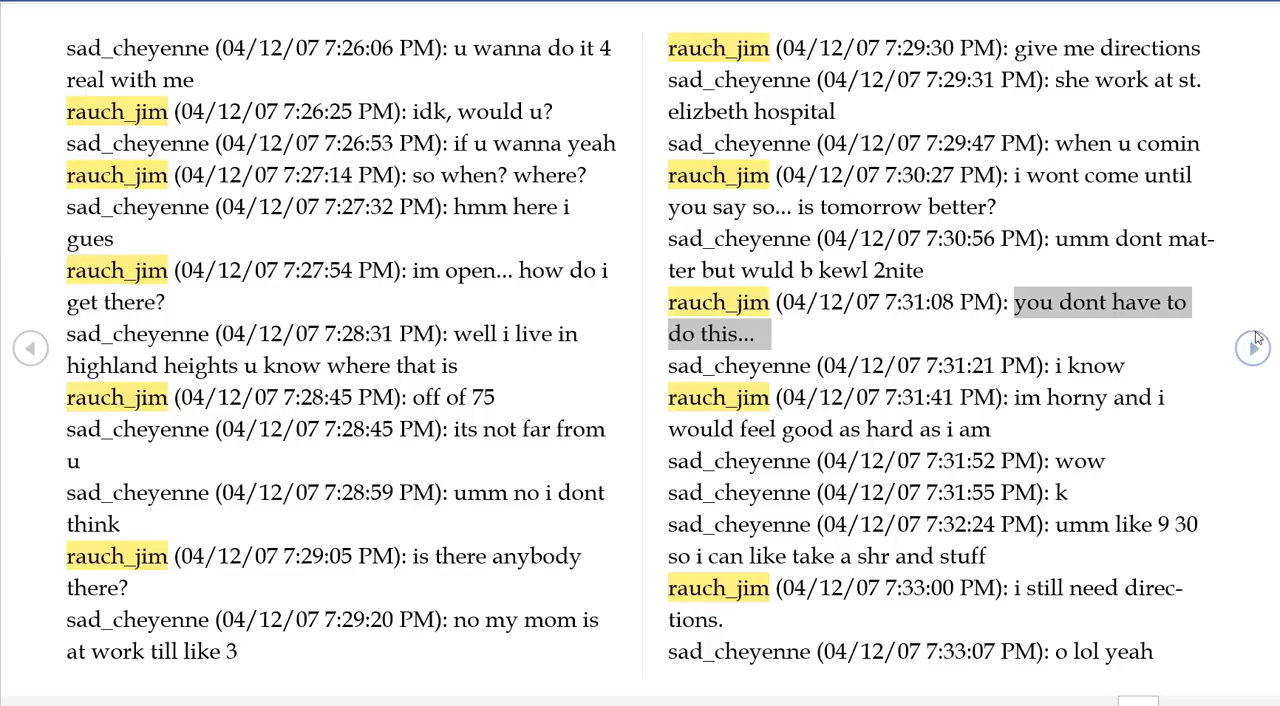 sad_cheyenne (04/12/07 7:26:06 PM): u wanna do it 4
real with me
rauch_jim (04/12/07 7:26:25 PM): idk, would u?
sad_cheyenne (04/12/07 7:26:53 PM): if u wanna yeah
rauch_jim (04/12/07 7:27:14 PM): so when? where?
sad_cheyenne (04/12/07 7:27:32 PM): hmm here i
gues
rauch_jim (04/12/07 7:27:54 PM): im open... how do i
get there?
sad_cheyenne (04/12/07 7:28:31 PM): well i live in
highland heights u know where that is
rauch_jim (04/12/07 7:28:45 PM): off of 75
sad_cheyenne (04/12/07 7:28:45 PM): its not far from
u
sad_cheyenne (04/12/07 7:28:59 PM): umm no i dont
think
rauch_jim (04/12/07 7:29:05 PM): is there anybody
there?
sad_cheyenne (04/12/07 7:29:20 PM): no my mom is
at work till like 3
rauch_jim (04/12/07 7:29:30 PM): give me directions
sad_cheyenne (04/12/07 7:29:31 PM): she work at st.
elizbeth hospital
sad_cheyenne (04/12/07 7:29:47 PM): when u comin
rauch_jim (04/12/07 7:30:27 PM): i wont come until
you say so... is tomorrow better?
sad_cheyenne (04/12/07 7:30:56 PM): umm dont mat-
ter but wuld b kewl 2nite
rauch_jim (04/12/07 7:31:08 PM): you dont have to
do this...
sad_cheyenne (04/12/07 7:31:21 PM): i know
rauch_jim (04/12/07 7:31:41 PM): im horny and i
would feel good as hard as i am
sad_cheyenne (04/12/07 7:31:52 PM): wow
sad_cheyenne (04/12/07 7:31:55 PM): k
sad_cheyenne (04/12/07 7:32:24 PM): umm like 9 30
so i can like take a shr and stuff
rauch_jim (04/12/07 7:33:00 PM): i still need direc-
tions.
sad_cheyenne (04/12/07 7:33:07 PM): o lol yeah